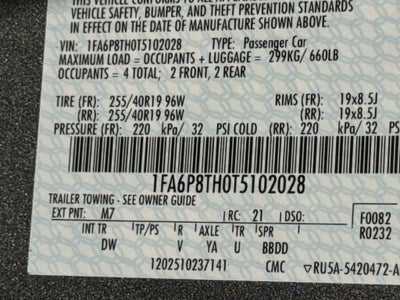 VEHICLE SAFETY, BUMPER, AND THEFT PREVENTION STANDARDS IN
EFFECT ON THE DATE OF MANUFACTURE SHOWN ABOVE.
VIN: 1FA6P8TH0T5102028 TYPE: Passenger Car
MAXIMUM LOAD = OCCUPANTS + LUGGAGE = 299KG/ 660LB
OCCUPANTS = 4 TOTAL; 2 FRONT, 2 REAR
TIRE (FR): 255/40R19 96W RIMS (FR): 19x8.5J
(RR): 255/40R19 96W (RR): 19x8.5J
PRESSURE (FR): 220 kPa/ 32 PSI COLD (RR): 220 kPa/ 32
1FA6P8TH0T5102028
TRAILER TOWING - SEE OWNER GUIDE
EXT PNT: M7 RC: 21 DSO: F0082
INT TR TP/PS R AXLE TR SPR R0232
DW V YA U BBDD
1202510237141 CMC RU5A-5420472-A